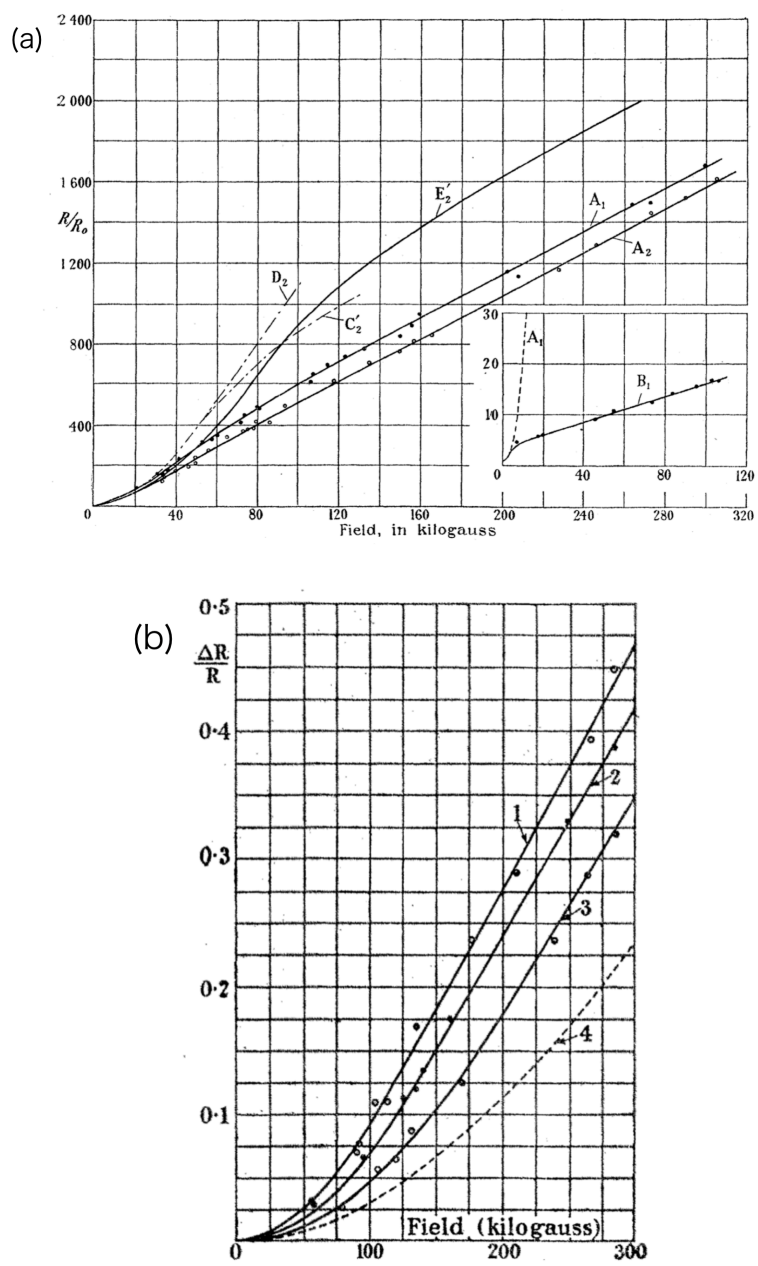 (a)
2 400
2 000
1 600
R/R₀
1 200
800
400
0
40
80
120
160
200
240
280
320
Field, in kilogauss
E₂′
A₁
A₂
D₂
C₂′
30
20
10
0
40
80
120
A₁
B₁
(b)
0·5
ΔR
R
0·4
0·3
0·2
0·1
1
2
3
4
Field (kilogauss)
0
100
200
300